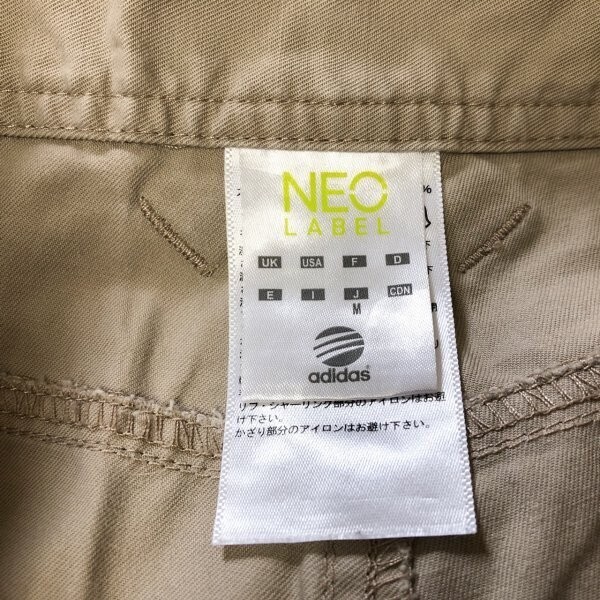 NEO
LABEL
UK USA F D
E I J CDN
M
adidas
リブ・シャーリング部分のアイロンはお避
け下さい。
かざり部分のアイロンはお避け下さい。